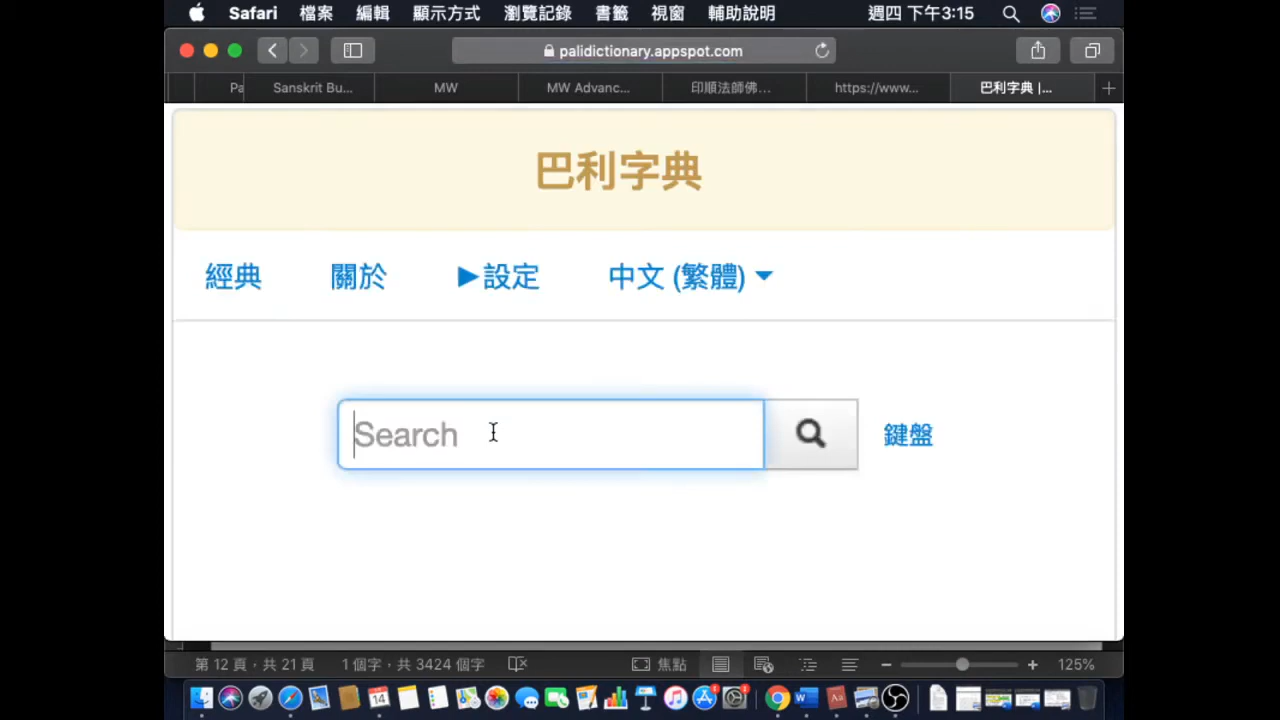 Safari 檔案 編輯 顯示方式 瀏覽記錄 書籤 視窗 輔助說明 週四 下午3:15
palidictionary.appspot.com
Pa Sanskrit Bu... MW MW Advanc... 印順法師佛... https://www... 巴利字典 |...
巴利字典
經典 關於 ▶設定 中文 (繁體)
Search 鍵盤
第 12 頁，共 21 頁 1 個字，共 3424 個字 焦點 125%
14